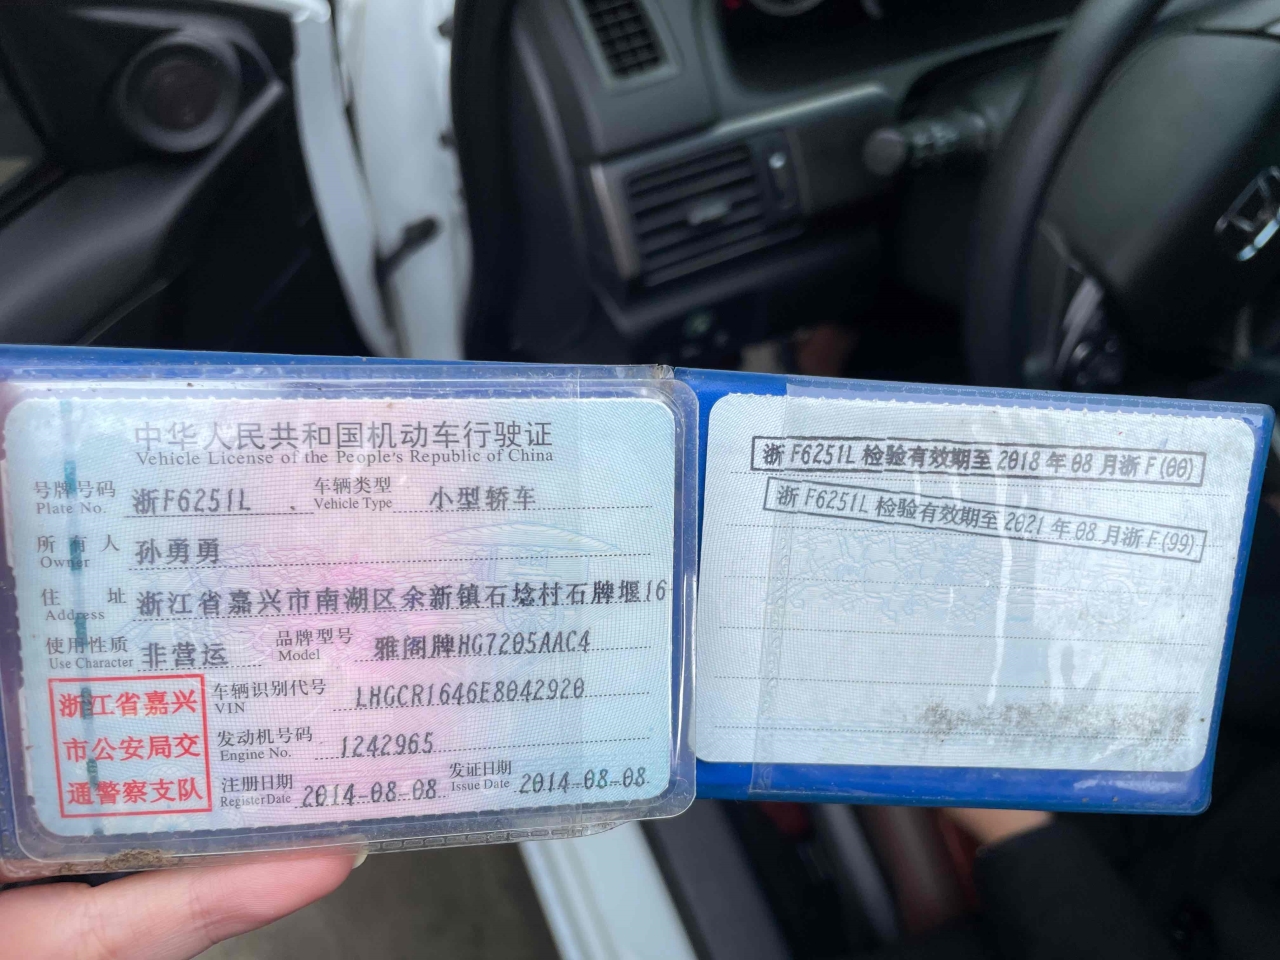 中华人民共和国机动车行驶证
Vehicle License of the People's Republic of China
号牌号码 浙F6251L 车辆类型 小型轿车
Plate No. Vehicle Type
所有人 孙勇勇
Owner
住址 浙江省嘉兴市南湖区余新镇石埝村石牌堰16
Address
使用性质 非营运 品牌型号 雅阁牌HG7205AAC4
Use Character Model
浙江省嘉兴
市公安局交
通警察支队
车辆识别代号 LHGCR1646E8042920
VIN
发动机号码 1242965
Engine No.
注册日期 2014-08-08 发证日期 2014-08-08
Register Date Issue Date
浙F6251L检验有效期至2018年08月浙F(00)
浙F6251L检验有效期至2021年08月浙F(99)